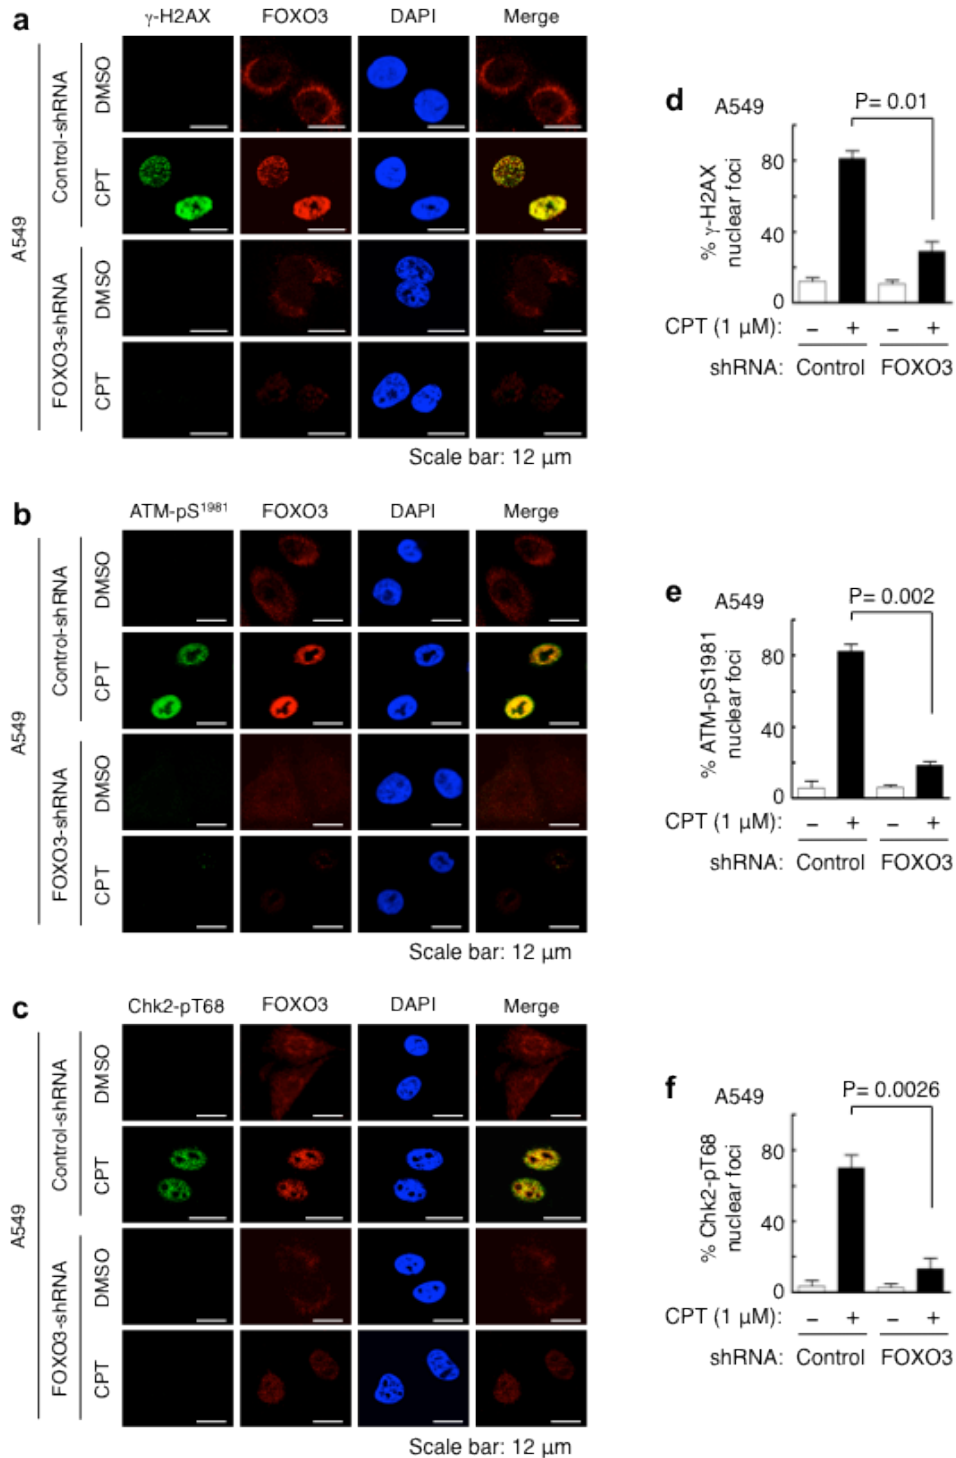 a
γ-H2AX FOXO3 DAPI Merge
A549
Control-shRNA
DMSO
CPT
FOXO3-shRNA
DMSO
CPT
Scale bar: 12 μm
d A549
P= 0.01
% γ-H2AX
nuclear foci
80
40
0
CPT (1 μM): – + – +
shRNA: Control FOXO3
b
ATM-pS¹⁹⁸¹ FOXO3 DAPI Merge
A549
Control-shRNA
DMSO
CPT
FOXO3-shRNA
DMSO
CPT
Scale bar: 12 μm
e A549
P= 0.002
% ATM-pS1981
nuclear foci
80
40
0
CPT (1 μM): – + – +
shRNA: Control FOXO3
c
Chk2-pT68 FOXO3 DAPI Merge
A549
Control-shRNA
DMSO
CPT
FOXO3-shRNA
DMSO
CPT
Scale bar: 12 μm
f A549
P= 0.0026
% Chk2-pT68
nuclear foci
80
40
0
CPT (1 μM): – + – +
shRNA: Control FOXO3